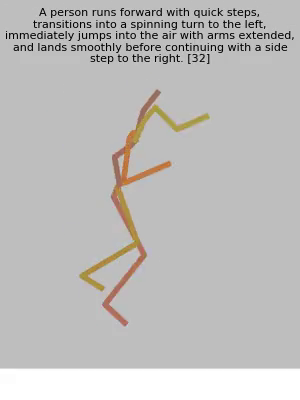 A person runs forward with quick steps,
transitions into a spinning turn to the left,
immediately jumps into the air with arms extended,
and lands smoothly before continuing with a side
step to the right. [32]